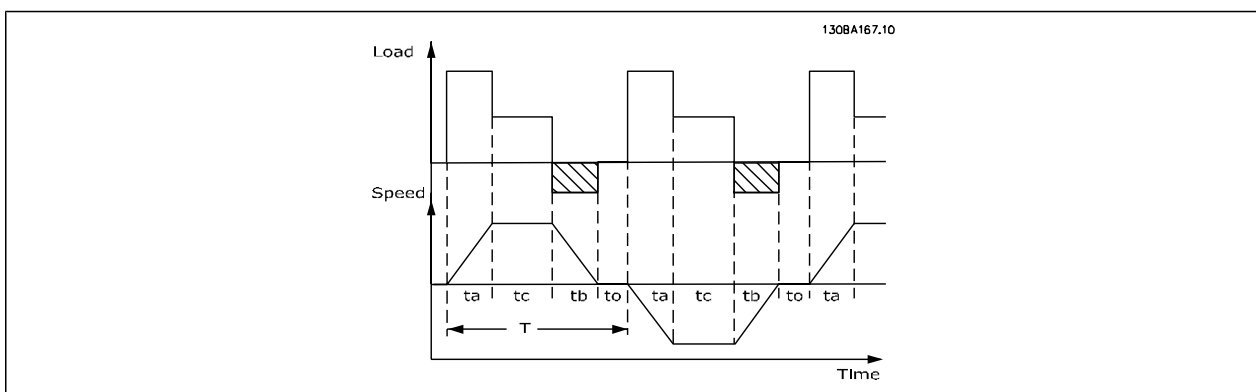 130BA167.10
Load
Speed
ta tc tb to ta tc tb to ta
T
Time